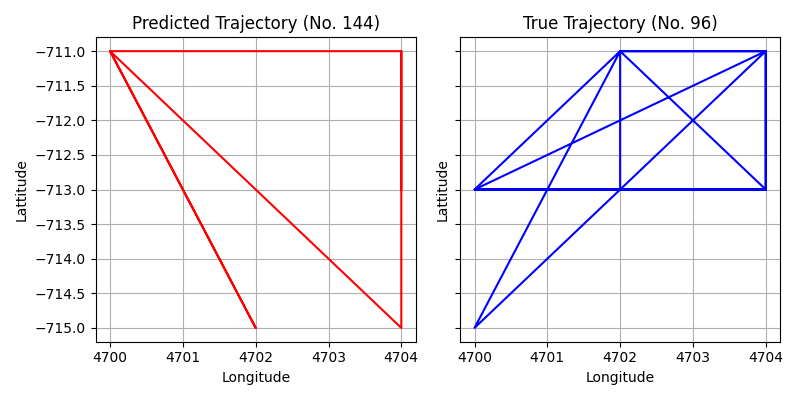 Predicted Trajectory (No. 144)
True Trajectory (No. 96)
Lattitude
−711.0
−711.5
−712.0
−712.5
−713.0
−713.5
−714.0
−714.5
−715.0
4700 4701 4702 4703 4704
Longitude
Lattitude
4700 4701 4702 4703 4704
Longitude